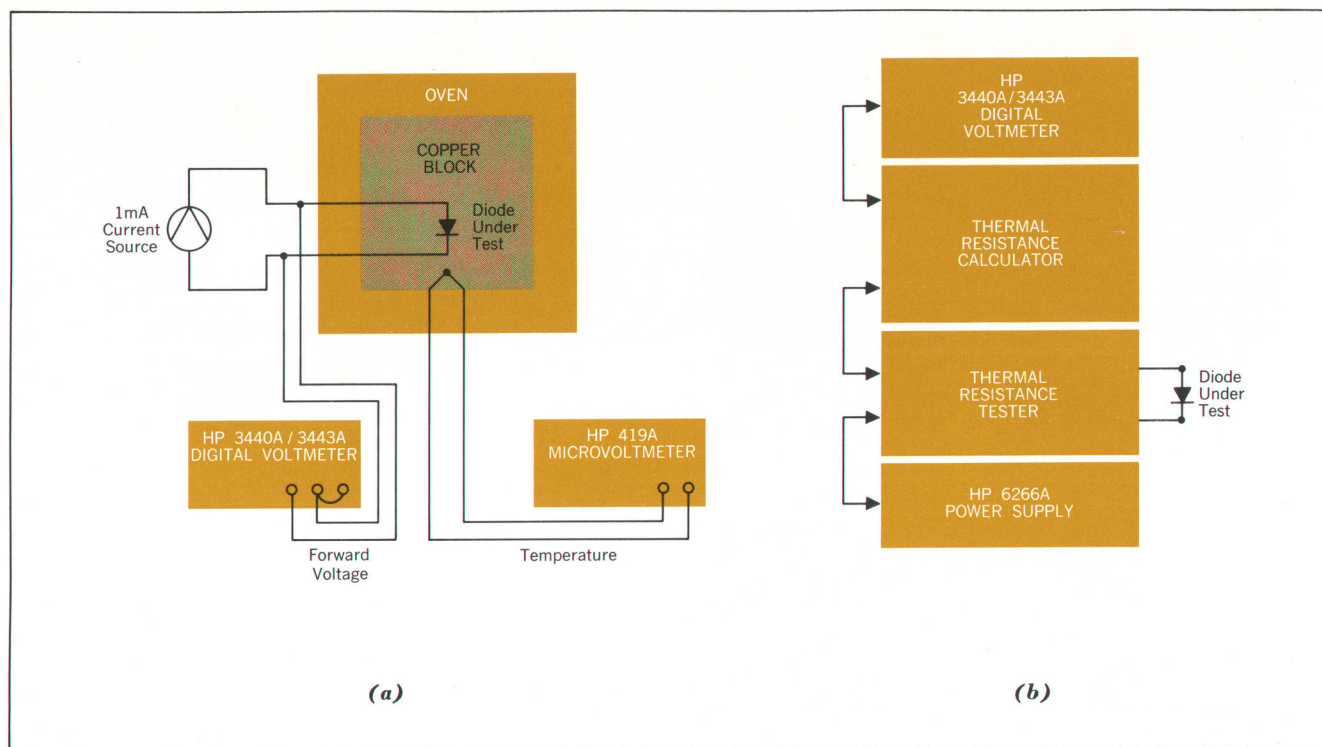 OVEN
COPPER
BLOCK
1mA
Current
Source
Diode
Under
Test
HP 3440A / 3443A
DIGITAL VOLTMETER
HP 419A
MICROVOLTMETER
Forward
Voltage
Temperature
(a)
HP
3440A / 3443A
DIGITAL
VOLTMETER
THERMAL
RESISTANCE
CALCULATOR
THERMAL
RESISTANCE
TESTER
Diode
Under
Test
HP 6266A
POWER SUPPLY
(b)